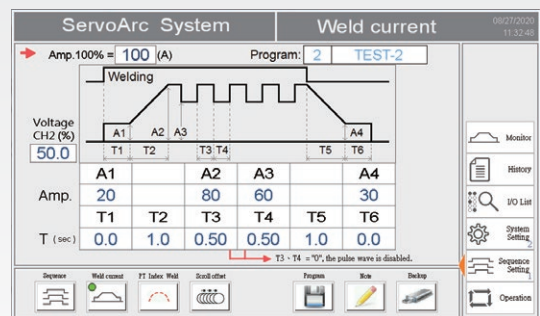 ServoArc System
Weld current
08/27/2020
11:32:48
Amp.100% = 100 (A)
Program: 2 TEST-2
Welding
Voltage
CH2 (%)
50.0
A1 A2 A3 A4
T1 T2 T3 T4 T5 T6
A1 A2 A3 A4
Amp. 20 80 60 30
T1 T2 T3 T4 T5 T6
T (sec) 0.0 1.0 0.50 0.50 1.0 0.0
T3、T4 ="0", the pulse wave is disabled.
Monitor
History
I/O List
System
Setting
2
Sequence
Setting
1
Operation
Sequence
Weld current
PT Index Weld
Scroll offset
Program
Note
Backup